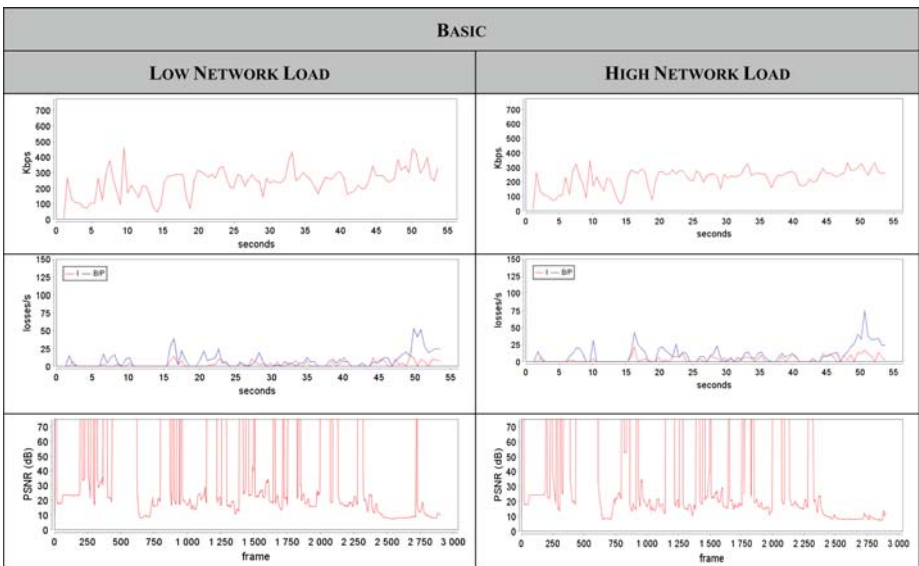 BASIC
LOW NETWORK LOAD
HIGH NETWORK LOAD
Kbps
700
600
500
400
300
200
100
0
0 5 10 15 20 25 30 35 40 45 50 55
seconds
Kbps
700
600
500
400
300
200
100
0
0 5 10 15 20 25 30 35 40 45 50 55
seconds
losses/s
150
125
100
75
50
25
0
I B/P
0 5 10 15 20 25 30 35 40 45 50 55
seconds
losses/s
150
125
100
75
50
25
0
I B/P
0 5 10 15 20 25 30 35 40 45 50 55
seconds
PSNR (dB)
70
60
50
40
30
20
10
0
0 250 500 750 1 000 1 250 1 500 1 750 2 000 2 250 2 500 2 750 3 000
frame
PSNR (dB)
70
60
50
40
30
20
10
0
0 250 500 750 1 000 1 250 1 500 1 750 2 000 2 250 2 500 2 750 3 000
frame